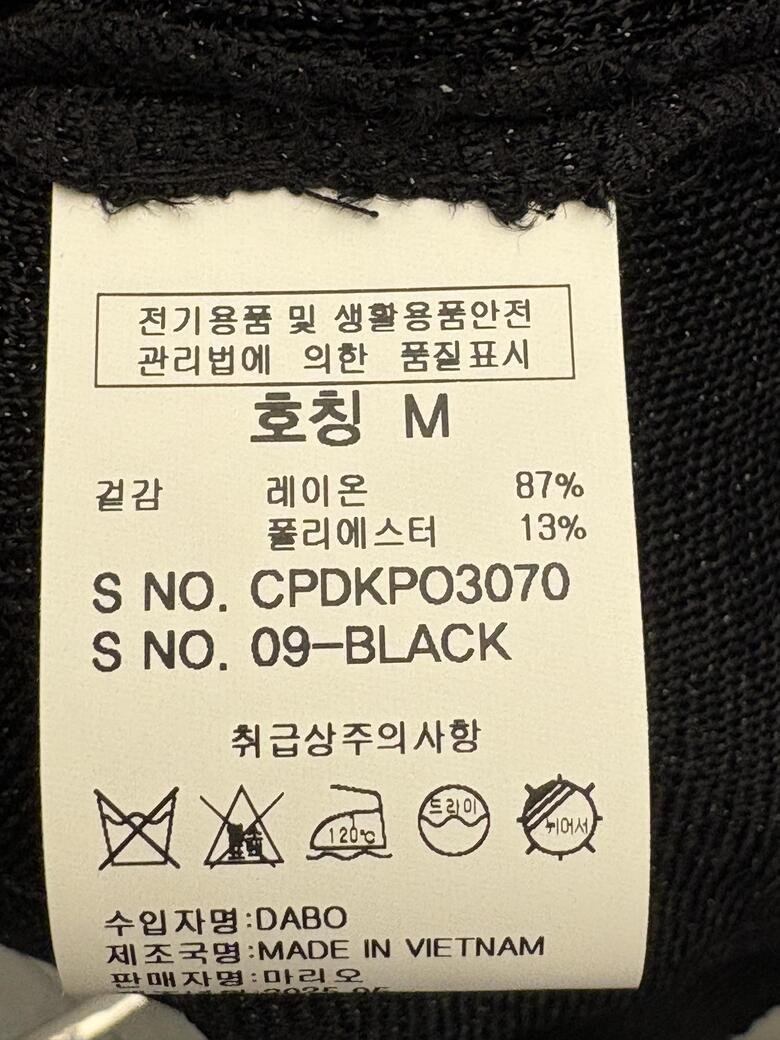 전기용품 및 생활용품안전
관리법에 의한 품질표시
호칭 M
겉감 레이온 87%
폴리에스터 13%
S NO. CPDKPO3070
S NO. 09-BLACK
취급상주의사항
120℃
드라이
뉘어서
수입자명:DABO
제조국명:MADE IN VIETNAM
판매자명:마리오